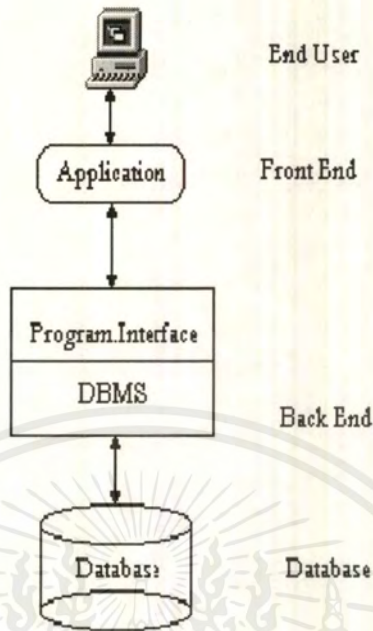 End User
Application Front End
Program.Interface
DBMS
Back End
Database Database